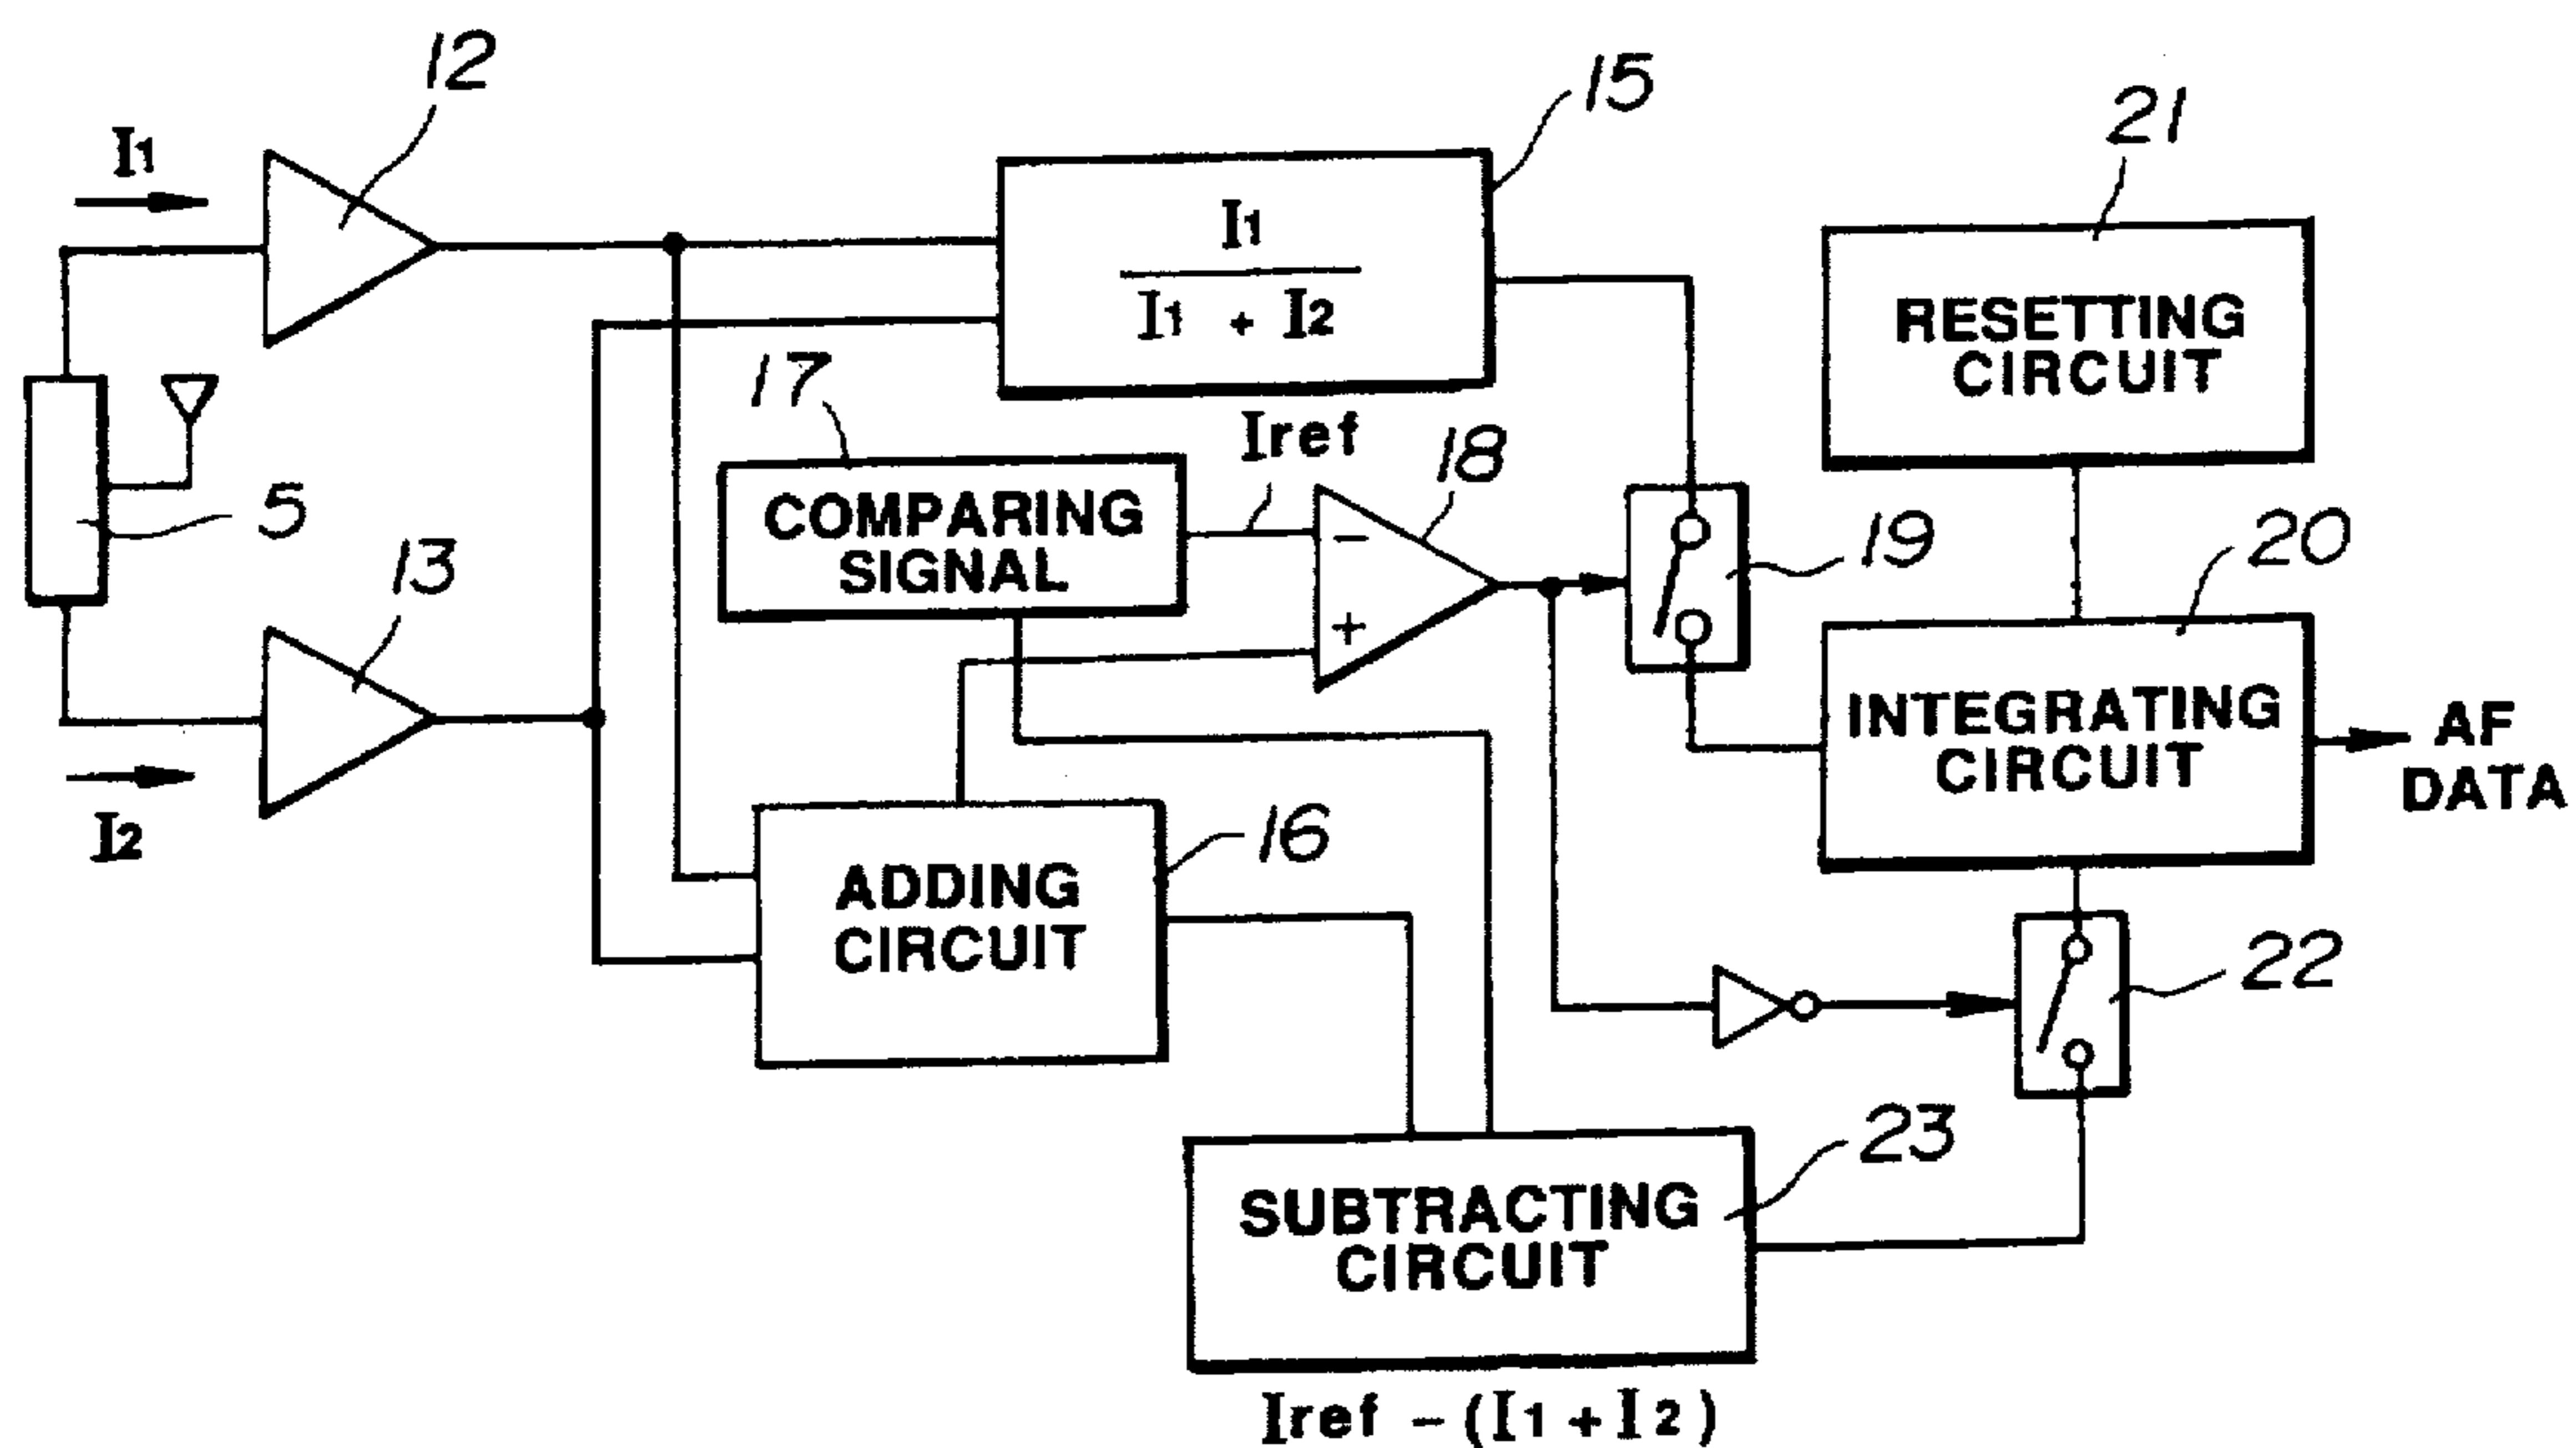 12
I1
15
I1
I1 + I2
21
RESETTING
CIRCUIT
17
COMPARING
SIGNAL
Iref
18
−
+
19
20
5
13
I2
INTEGRATING
CIRCUIT
AF
DATA
16
ADDING
CIRCUIT
22
23
SUBTRACTING
CIRCUIT
Iref − (I1 + I2)